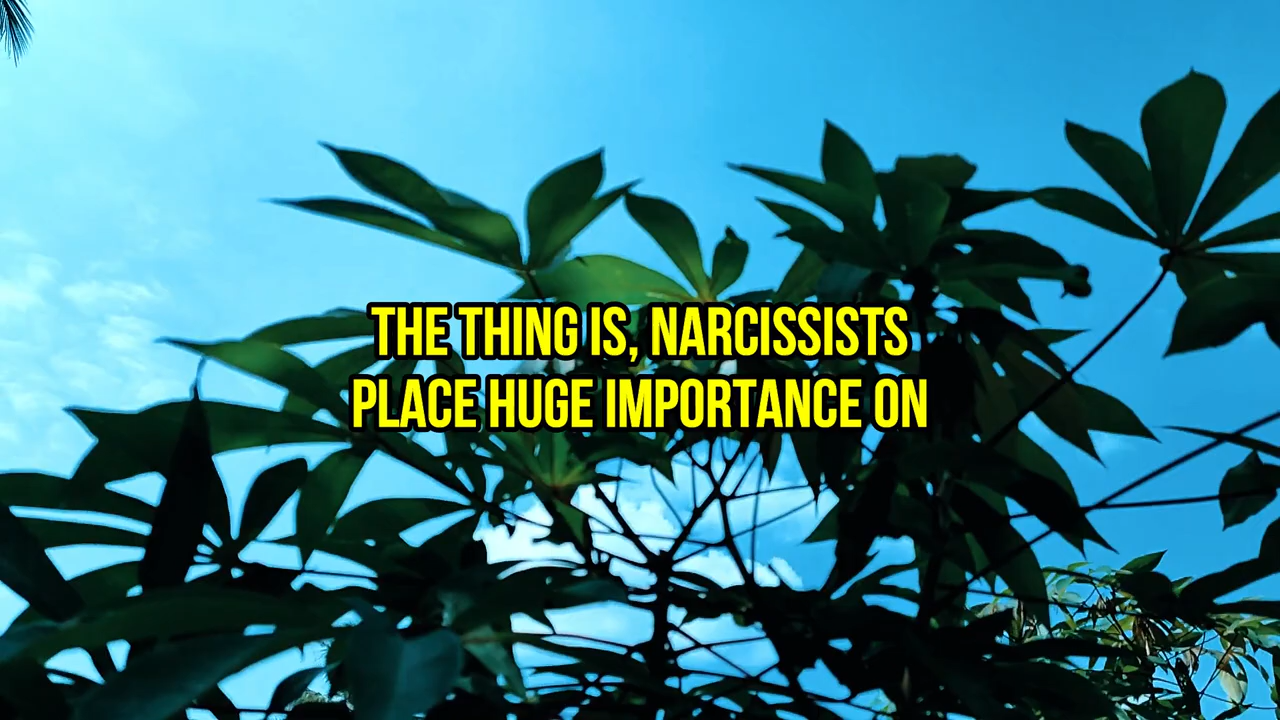 THE THING IS, NARCISSISTS
PLACE HUGE IMPORTANCE ON